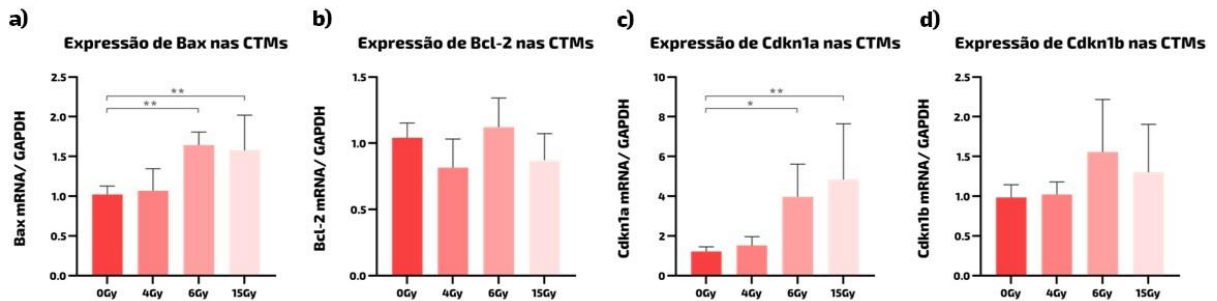 a)
Expressão de Bax nas CTMs
Bax mRNA/ GAPDH
2.5
2.0
1.5
1.0
0.5
0.0
**
**
0Gy 4Gy 6Gy 15Gy
b)
Expressão de Bcl-2 nas CTMs
Bcl-2 mRNA/ GAPDH
1.5
1.0
0.5
0.0
0Gy 4Gy 6Gy 15Gy
c)
Expressão de Cdkn1a nas CTMs
Cdkn1a mRNA/ GAPDH
10
8
6
4
2
0
**
*
0Gy 4Gy 6Gy 15Gy
d)
Expressão de Cdkn1b nas CTMs
Cdkn1b mRNA/ GAPDH
2.5
2.0
1.5
1.0
0.5
0.0
0Gy 4Gy 6Gy 15Gy